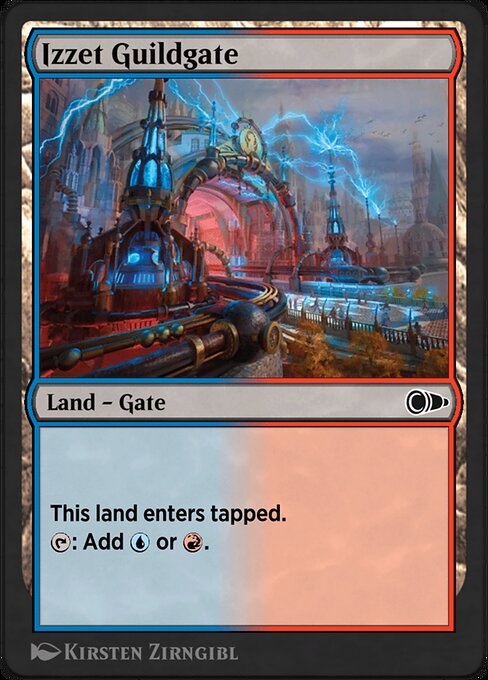 Izzet Guildgate
Land – Gate
This land enters tapped.
: Add or .
Kirsten Zirngibl